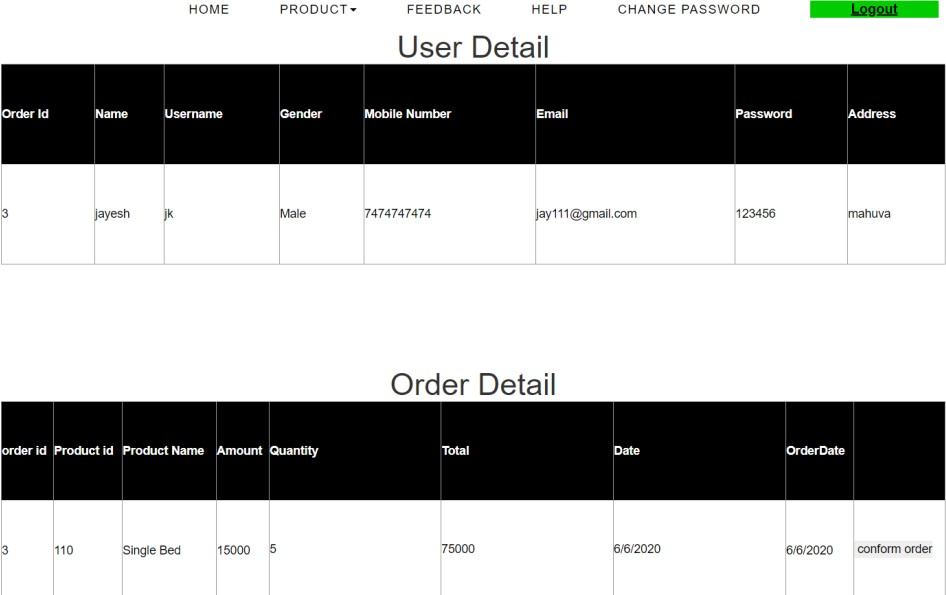 HOME PRODUCT FEEDBACK HELP CHANGE PASSWORD Logout
User Detail
Order Id Name Username Gender Mobile Number Email Password Address
3 jayesh jk Male 7474747474 jay111@gmail.com 123456 mahuva
Order Detail
order id Product id Product Name Amount Quantity Total Date OrderDate
3 110 Single Bed 15000 5 75000 6/6/2020 6/6/2020 conform order